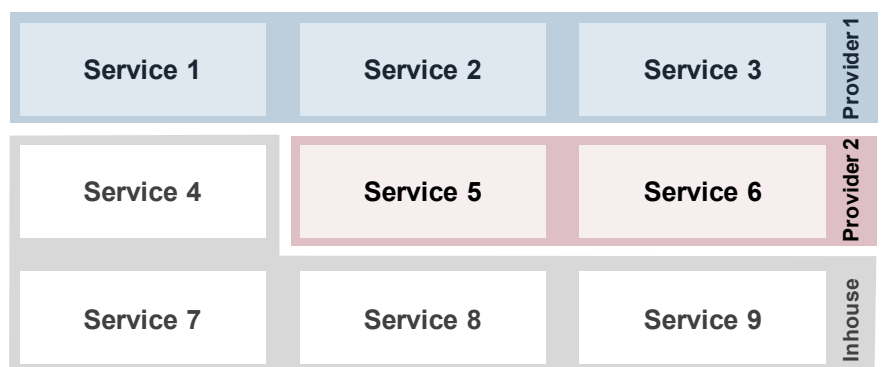 Service 1
Service 2
Service 3
Provider 1
Service 4
Service 5
Service 6
Provider 2
Service 7
Service 8
Service 9
Inhouse